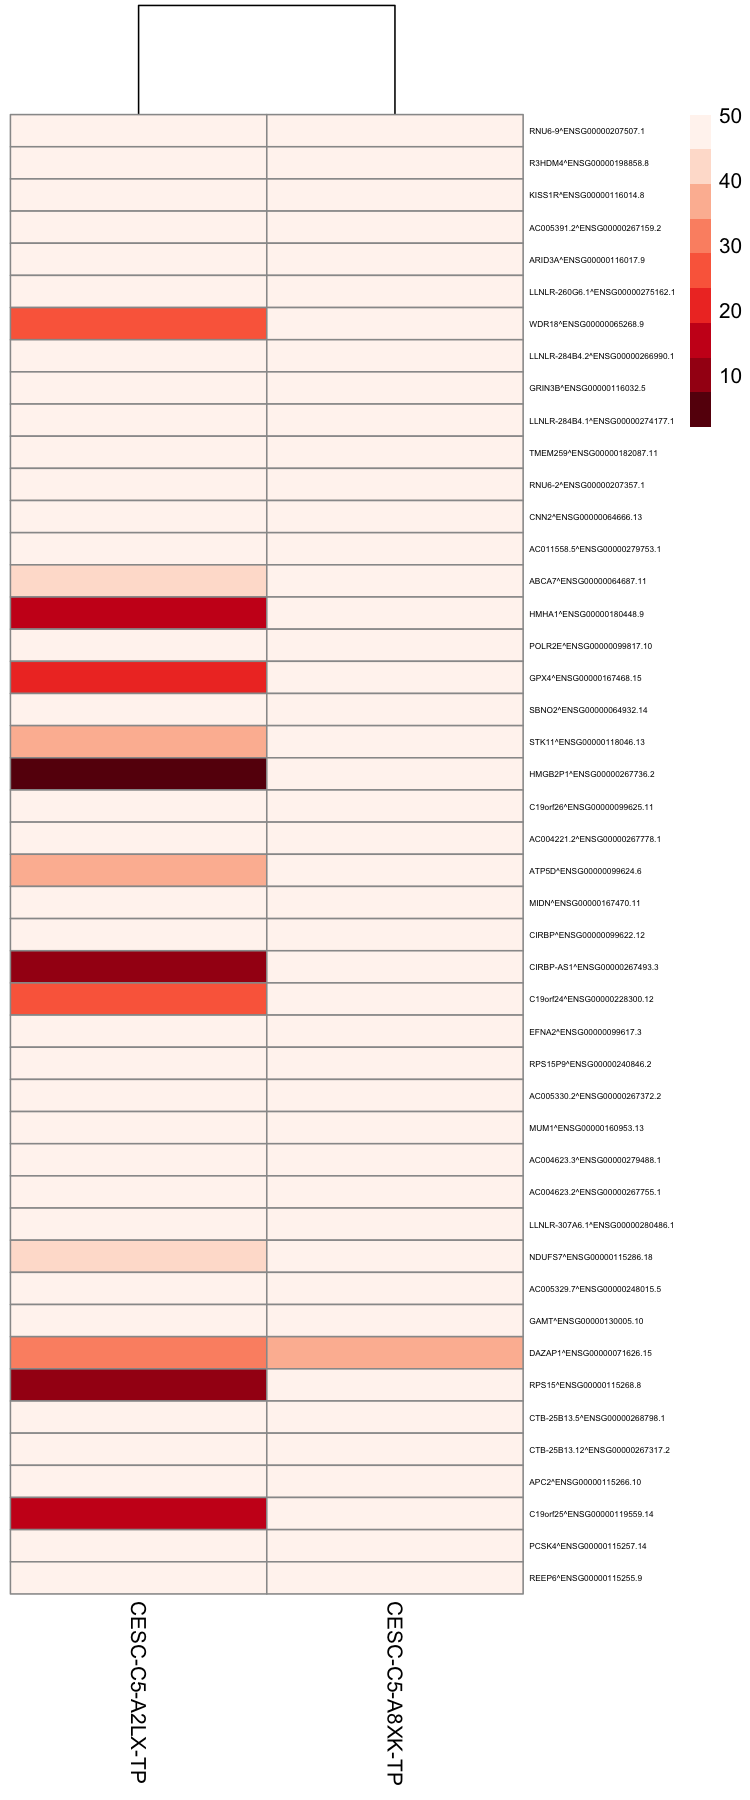 50
RNU6-9^ENSG00000207507.1
R3HDM4^ENSG00000198858.8
40
KISS1R^ENSG00000116014.8
AC005391.2^ENSG00000267159.2
30
ARID3A^ENSG00000116017.9
LLNLR-260G6.1^ENSG00000275162.1
20
WDR18^ENSG00000065268.9
LLNLR-284B4.2^ENSG00000266990.1
10
GRIN3B^ENSG00000116032.5
LLNLR-284B4.1^ENSG00000274177.1
TMEM259^ENSG00000182087.11
RNU6-2^ENSG00000207357.1
CNN2^ENSG00000064666.13
AC011558.5^ENSG00000279753.1
ABCA7^ENSG00000064687.11
HMHA1^ENSG00000180448.9
POLR2E^ENSG00000099817.10
GPX4^ENSG00000167468.15
SBNO2^ENSG00000064932.14
STK11^ENSG00000118046.13
HMGB2P1^ENSG00000267736.2
C19orf26^ENSG00000099625.11
AC004221.2^ENSG00000267778.1
ATP5D^ENSG00000099624.6
MIDN^ENSG00000167470.11
CIRBP^ENSG00000099622.12
CIRBP-AS1^ENSG00000267493.3
C19orf24^ENSG00000228300.12
EFNA2^ENSG00000099617.3
RPS15P9^ENSG00000240846.2
AC005330.2^ENSG00000267372.2
MUM1^ENSG00000160953.13
AC004623.3^ENSG00000279488.1
AC004623.2^ENSG00000267755.1
LLNLR-307A6.1^ENSG00000280486.1
NDUFS7^ENSG00000115286.18
AC005329.7^ENSG00000248015.5
GAMT^ENSG00000130005.10
DAZAP1^ENSG00000071626.15
RPS15^ENSG00000115268.8
CTB-25B13.5^ENSG00000268798.1
CTB-25B13.12^ENSG00000267317.2
APC2^ENSG00000115266.10
C19orf25^ENSG00000119559.14
PCSK4^ENSG00000115257.14
REEP6^ENSG00000115255.9
CESC-C5-A2LX-TP
CESC-C5-A8XK-TP